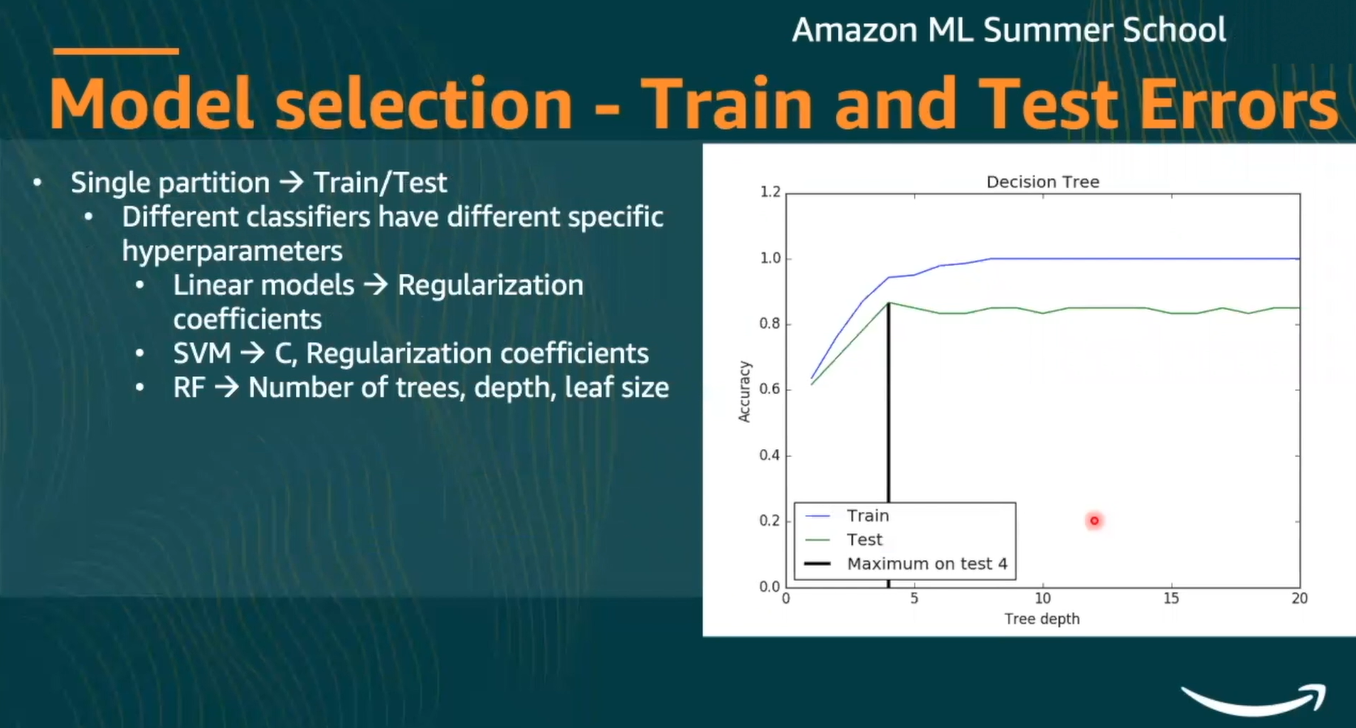 Amazon ML Summer School
Model selection - Train and Test Errors
• Single partition → Train/Test
• Different classifiers have different specific
hyperparameters
• Linear models → Regularization
coefficients
• SVM → C, Regularization coefficients
• RF → Number of trees, depth, leaf size
Decision Tree
1.2
1.0
0.8
0.6
0.4
0.2
0.0
Accuracy
Train
Test
Maximum on test 4
0 5 10 15 20
Tree depth